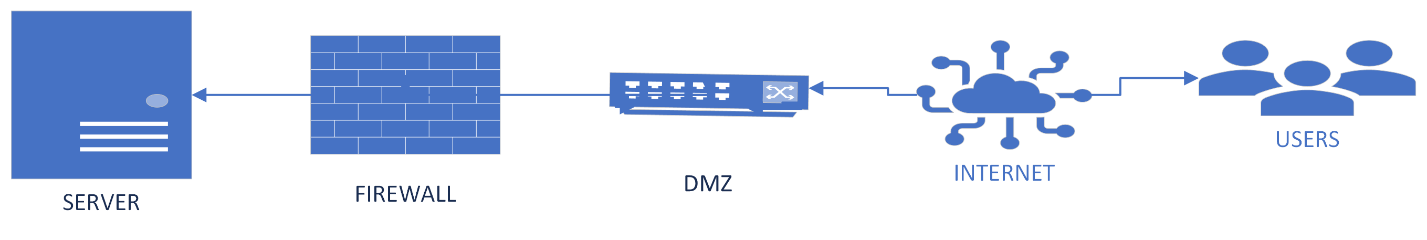 SERVER
FIREWALL
DMZ
INTERNET
USERS